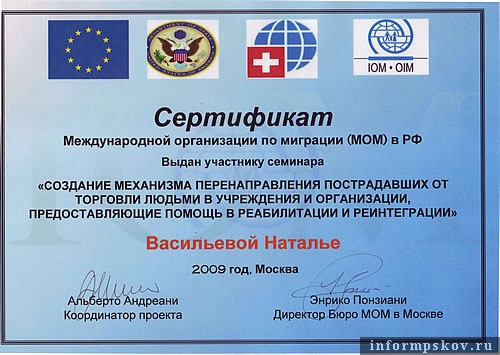 IOM • OIM
Сертификат
Международной организации по миграции (МОМ) в РФ
Выдан участнику семинара
«СОЗДАНИЕ МЕХАНИЗМА ПЕРЕНАПРАВЛЕНИЯ ПОСТРАДАВШИХ ОТ
ТОРГОВЛИ ЛЮДЬМИ В УЧРЕЖДЕНИЯ И ОРГАНИЗАЦИИ,
ПРЕДОСТАВЛЯЮЩИЕ ПОМОЩЬ В РЕАБИЛИТАЦИИ И РЕИНТЕГРАЦИИ»
Васильевой Наталье
2009 год, Москва
Альберто Андреани
Координатор проекта
Энрико Понзиани
Директор Бюро МОМ в Москве
informpskov.ru